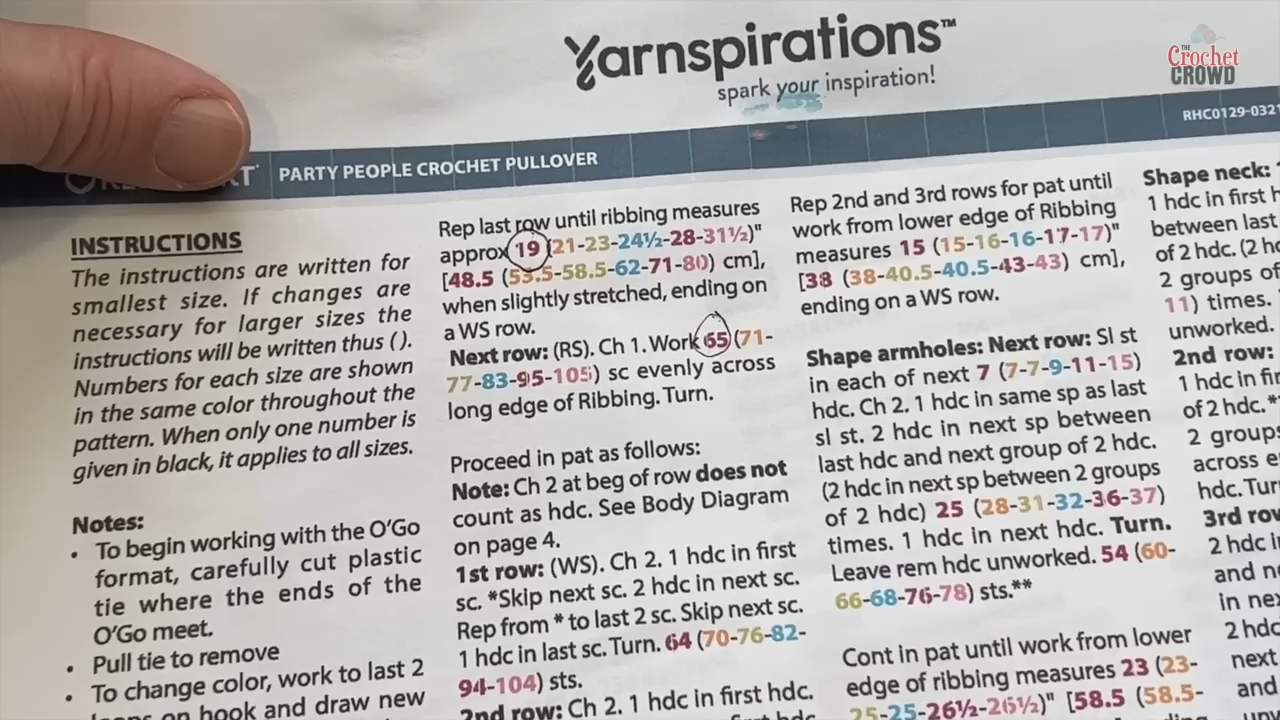 Yarnspirations™
spark your inspiration!
THE
Crochet
CROWD
RHC0129-0321
PARTY PEOPLE CROCHET PULLOVER
INSTRUCTIONS
The instructions are written for
smallest size. If changes are
necessary for larger sizes the
instructions will be written thus ( ).
Numbers for each size are shown
in the same color throughout the
pattern. When only one number is
given in black, it applies to all sizes.
Notes:
• To begin working with the O'Go
format, carefully cut plastic
tie where the ends of the
O'Go meet.
• Pull tie to remove
• To change color, work to last 2
on hook and draw new
Rep last row until ribbing measures
approx 19 (21-23-24½-28-31½)"
[48.5 (53.5-58.5-62-71-80) cm],
when slightly stretched, ending on
a WS row.
Next row: (RS). Ch 1. Work 65 (71-
77-83-95-105) sc evenly across
long edge of Ribbing. Turn.
Proceed in pat as follows:
Note: Ch 2 at beg of row does not
count as hdc. See Body Diagram
on page 4.
1st row: (WS). Ch 2. 1 hdc in first
sc. *Skip next sc. 2 hdc in next sc.
Rep from * to last 2 sc. Skip next sc.
1 hdc in last sc. Turn. 64 (70-76-82-
94-104) sts.
2nd row: Ch 2. 1 hdc in first hdc.
Rep 2nd and 3rd rows for pat until
work from lower edge of Ribbing
measures 15 (15-16-16-17-17)"
[38 (38-40.5-40.5-43-43) cm],
ending on a WS row.
Shape armholes: Next row: Sl st
in each of next 7 (7-7-9-11-15)
hdc. Ch 2. 1 hdc in same sp as last
sl st. 2 hdc in next sp between
last hdc and next group of 2 hdc.
(2 hdc in next sp between 2 groups
of 2 hdc) 25 (28-31-32-36-37)
times. 1 hdc in next hdc. Turn.
Leave rem hdc unworked. 54 (60-
66-68-76-78) sts.**
Cont in pat until work from lower
edge of ribbing measures 23 (23-
25-25-26½-26½)" [58.5 (58.5-
Shape neck:
1 hdc in first
between last
of 2 hdc. (2
2 groups of
11) times.
unworked.
2nd row:
1 hdc in
of 2 hdc. *
2 groups
across
hdc. Turn
3rd
2 hdc
and
in
2 hdc
next
and